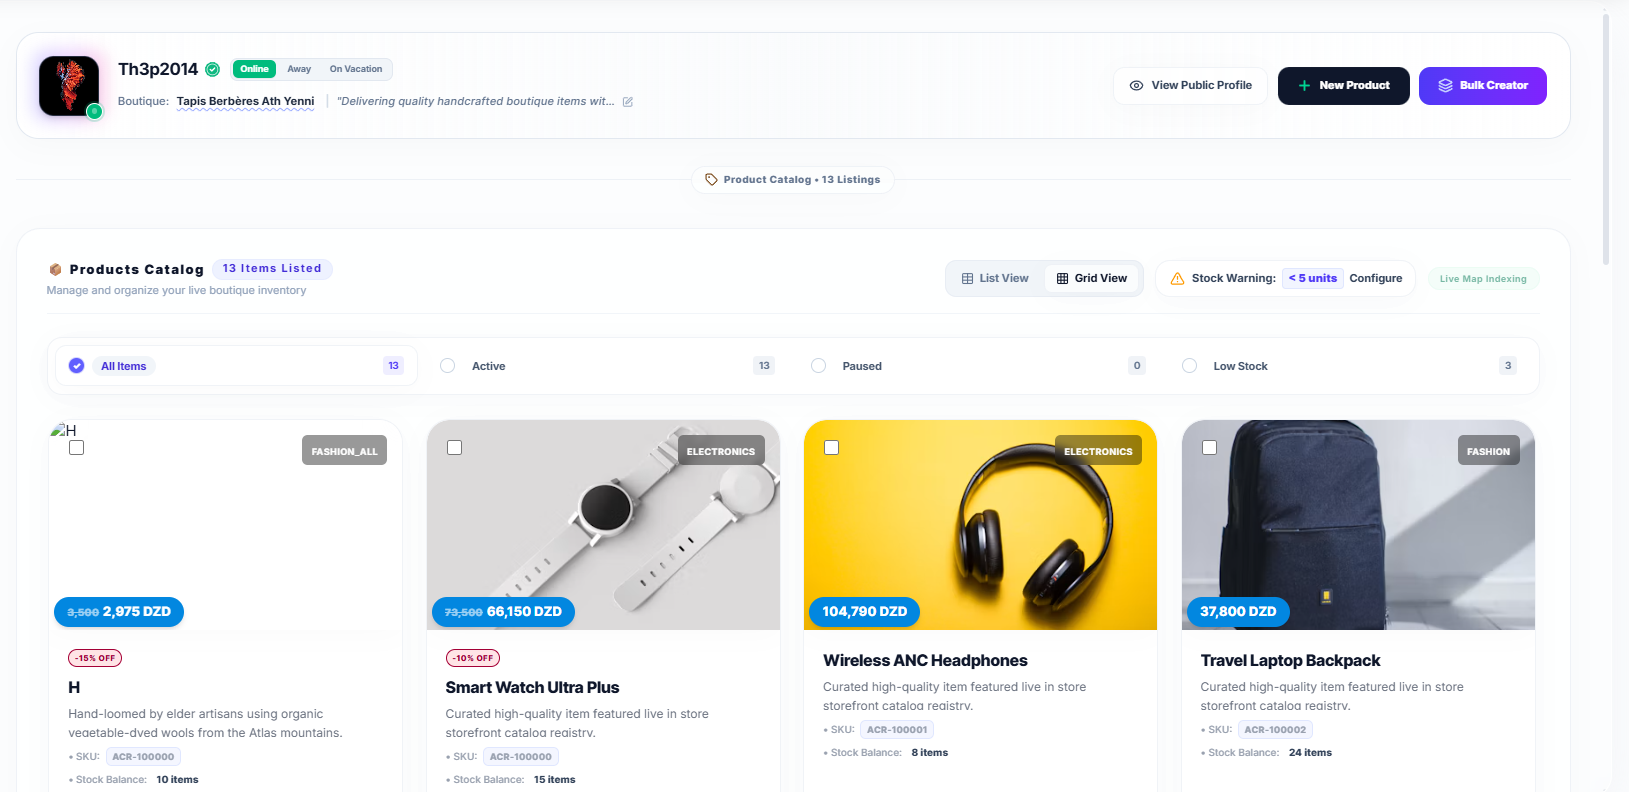 Th3p2014 Online Away On Vacation
Boutique: Tapis Berbères Ath Yenni "Delivering quality handcrafted boutique items wit...
View Public Profile New Product Bulk Creator
Product Catalog • 13 Listings
Products Catalog 13 Items Listed
Manage and organize your live boutique inventory
List View Grid View Stock Warning: < 5 units Configure Live Map Indexing
All Items 13 Active 13 Paused 0 Low Stock 3
H
FASHION_ALL
3,500 2,975 DZD
-15% OFF
H
Hand-loomed by elder artisans using organic
vegetable-dyed wools from the Atlas mountains.
• SKU: ACR-100000
• Stock Balance: 10 items
ELECTRONICS
73,500 66,150 DZD
-10% OFF
Smart Watch Ultra Plus
Curated high-quality item featured live in store
storefront catalog registry.
• SKU: ACR-100000
• Stock Balance: 15 items
ELECTRONICS
104,790 DZD
Wireless ANC Headphones
Curated high-quality item featured live in store
storefront catalog registry.
• SKU: ACR-100001
• Stock Balance: 8 items
FASHION
37,800 DZD
Travel Laptop Backpack
Curated high-quality item featured live in store
storefront catalog registry.
• SKU: ACR-100002
• Stock Balance: 24 items